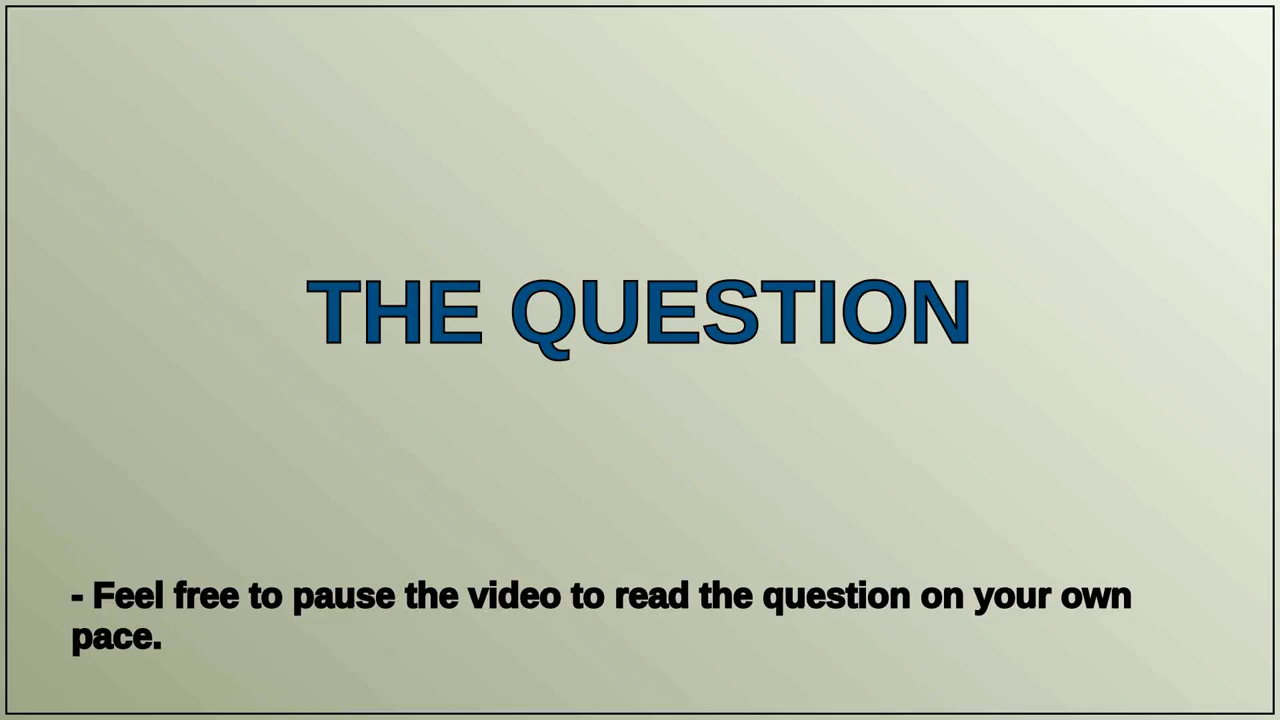 THE QUESTION
- Feel free to pause the video to read the question on your own
pace.